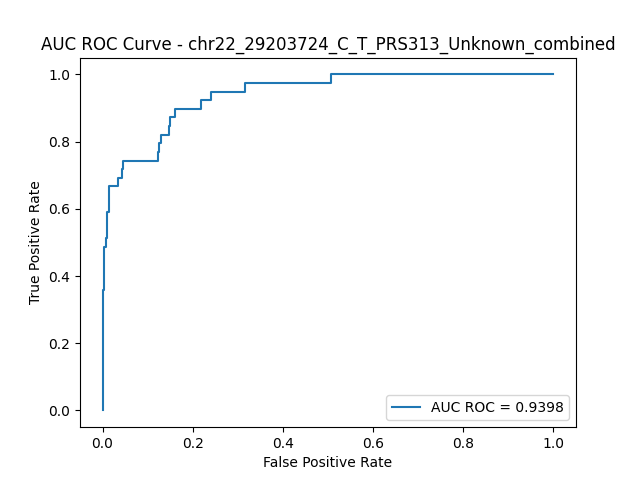 AUC ROC Curve - chr22_29203724_C_T_PRS313_Unknown_combined
1.0
0.8
0.6
0.4
0.2
0.0
True Positive Rate
AUC ROC = 0.9398
0.0 0.2 0.4 0.6 0.8 1.0
False Positive Rate